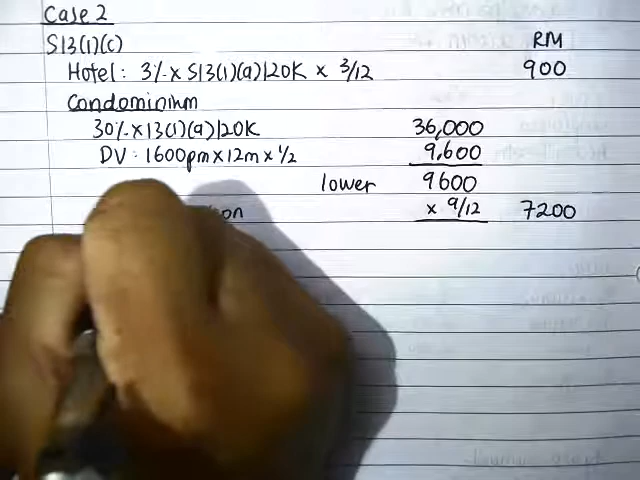 Case 2
S13(1)(c)
RM
Hotel: 3% x S13(1)(a)120K x 3/12 900
Condominium
30% x 13(1)(a)120K 36,000
DV: 1600pm x 12m x 1/2 9,600
lower 9600
on x 9/12 7200